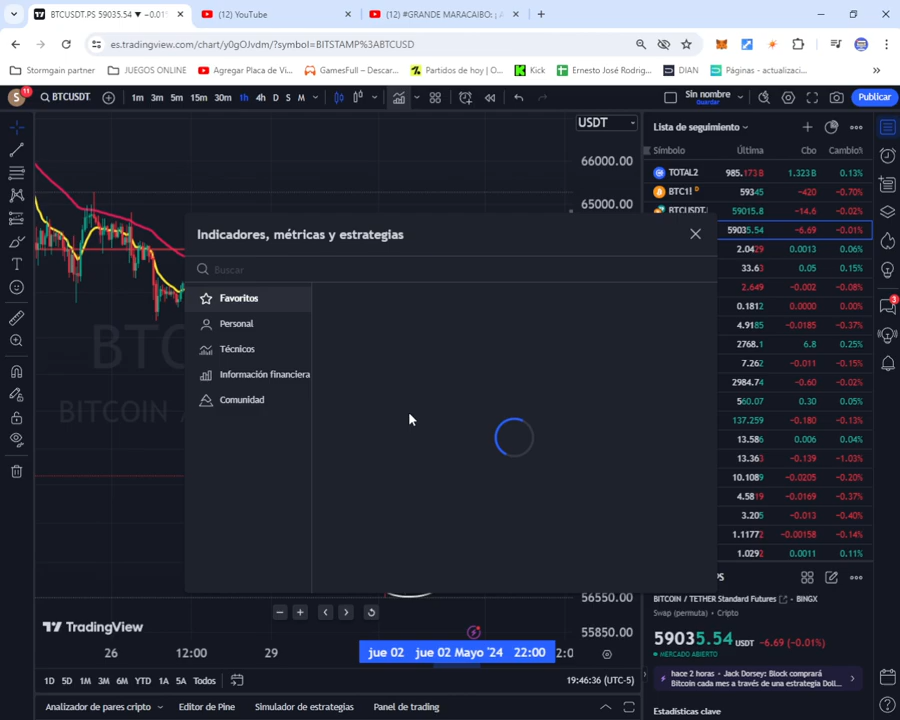 BTCUSDT.PS 59035.54 ▼ −0.01%
(12) YouTube
(12) #GRANDE MARACAIBO: ¡ A
es.tradingview.com/chart/y0gOJvdm/?symbol=BITSTAMP%3ABTCUSD
Stormgain partner
JUEGOS ONLINE
Agregar Placa de Vi...
GamesFull – Descar...
Partidos de hoy | O...
Kick
Ernesto José Rodrig...
DIAN
Páginas - actualizaci...
»
S
11
BTCUSDT.
1m 3m 5m 15m 30m 1h 4h D S M
Sin nombre
Guardar
Publicar
USDT
66000.00
65000.00
Lista de seguimiento
Símbolo Última Cbo Cambio%
TOTAL2 985.173 B 1.323 B 0.13%
BTC1! D 59345 -420 -0.70%
BTCUSDT. 59015.8 -14.6 -0.02%
59035.54 -6.69 -0.01%
2.0429 0.0013 0.06%
33.63 0.05 0.15%
2.649 -0.002 -0.08%
0.1812 0.0000 0.00%
4.9185 -0.0185 -0.37%
2768.1 6.8 0.25%
7.262 -0.011 -0.15%
2984.74 -0.60 -0.02%
560.07 0.30 0.05%
137.259 -0.180 -0.13%
13.586 0.006 0.04%
13.363 -0.139 -1.03%
10.1089 -0.0205 -0.20%
4.5819 -0.0169 -0.37%
3.205 -0.013 -0.40%
1.11772 -0.00158 -0.14%
1.0292 0.0011 0.11%
3
Indicadores, métricas y estrategias
Buscar
Favoritos
Personal
Técnicos
Información financiera
Comunidad
BTC
BITCOIN
PS
BITCOIN / TETHER Standard Futures • BINGX
Swap (permuta) • Cripto
59035.54 USDT −6.69 (−0.01%)
MERCADO ABIERTO
hace 2 horas • Jack Dorsey: Block comprará
Bitcoin cada mes a través de una estrategia Doll...
Estadísticas clave
56550.00
55850.00
TradingView
26 12:00 29 jue 02 jue 02 Mayo '24 22:00
1D 5D 1M 3M 6M YTD 1A 5A Todos
19:46:36 (UTC-5)
Analizador de pares cripto
Editor de Pine
Simulador de estrategias
Panel de trading